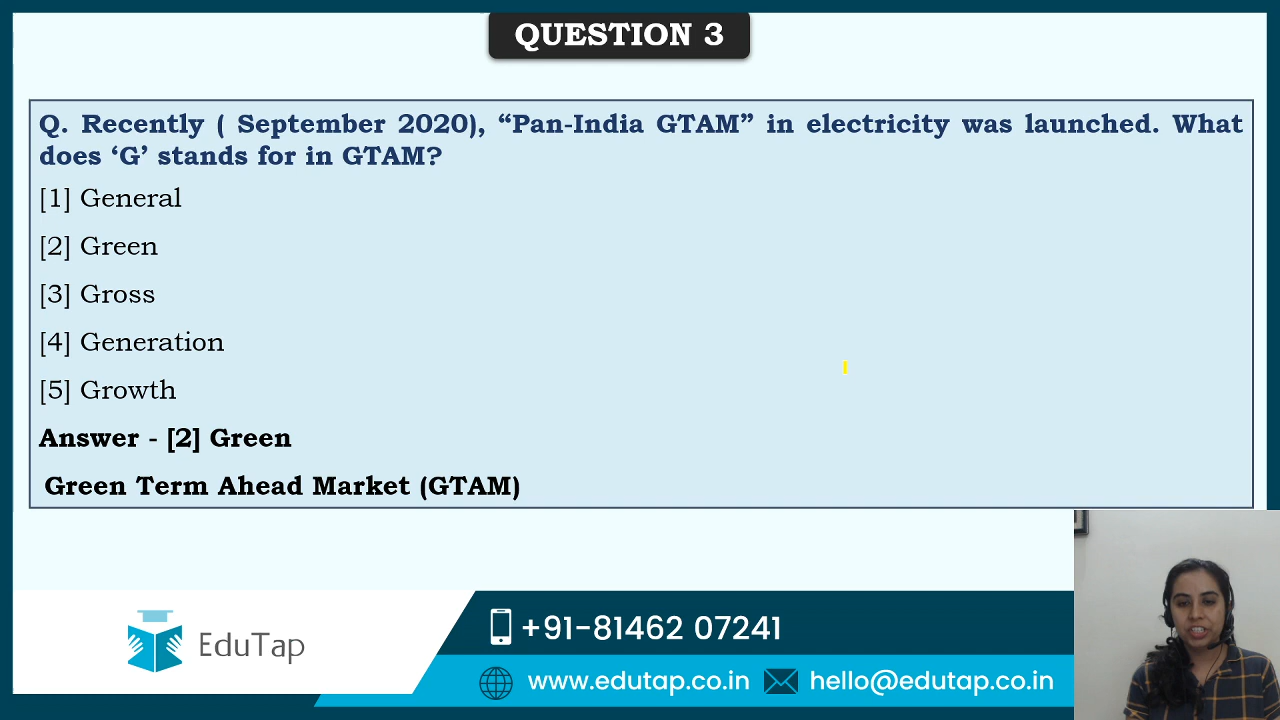 QUESTION 3
Q. Recently ( September 2020), “Pan-India GTAM” in electricity was launched. What
does ‘G’ stands for in GTAM?
[1] General
[2] Green
[3] Gross
[4] Generation
[5] Growth
Answer - [2] Green
Green Term Ahead Market (GTAM)
EduTap
+91-81462 07241
www.edutap.co.in
hello@edutap.co.in